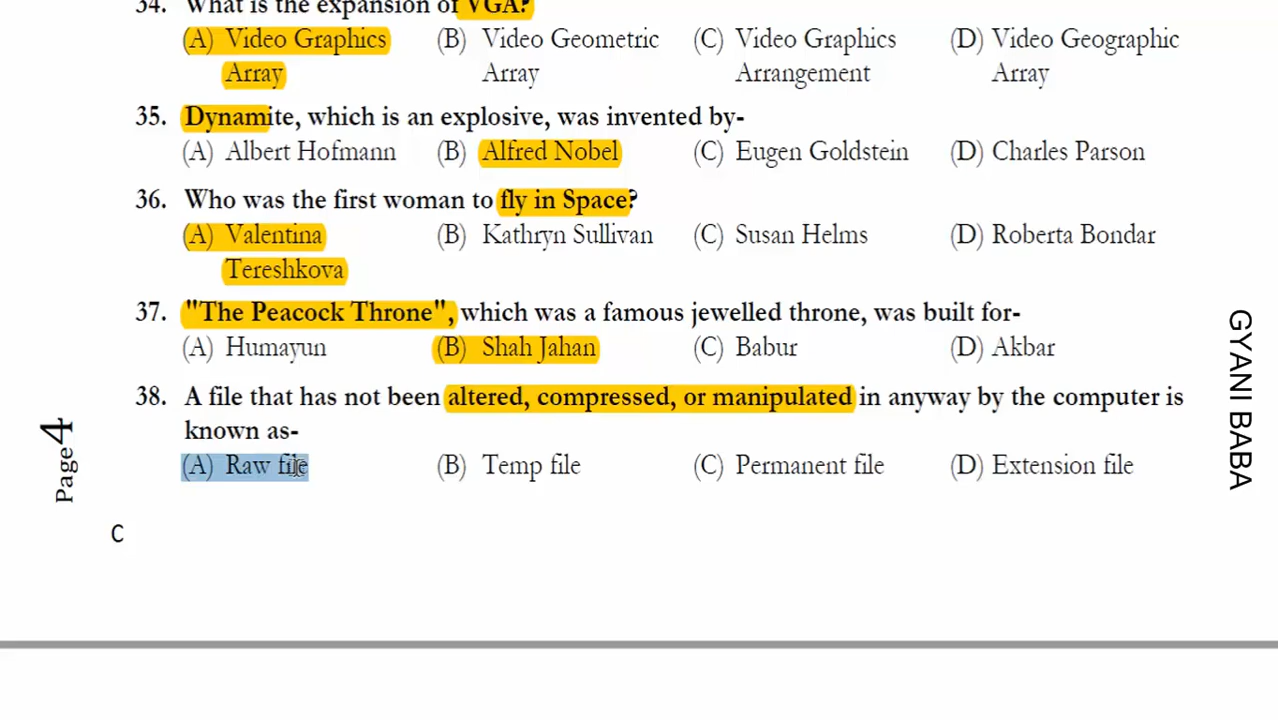 34. What is the expansion of VGA?
(A) Video Graphics (B) Video Geometric (C) Video Graphics (D) Video Geographic
Array Array Arrangement Array
35. Dynamite, which is an explosive, was invented by-
(A) Albert Hofmann (B) Alfred Nobel (C) Eugen Goldstein (D) Charles Parson
36. Who was the first woman to fly in Space?
(A) Valentina (B) Kathryn Sullivan (C) Susan Helms (D) Roberta Bondar
Tereshkova
37. "The Peacock Throne", which was a famous jewelled throne, was built for-
(A) Humayun (B) Shah Jahan (C) Babur (D) Akbar
38. A file that has not been altered, compressed, or manipulated in anyway by the computer is
known as-
(A) Raw file (B) Temp file (C) Permanent file (D) Extension file
C
Page4
GYANI BABA